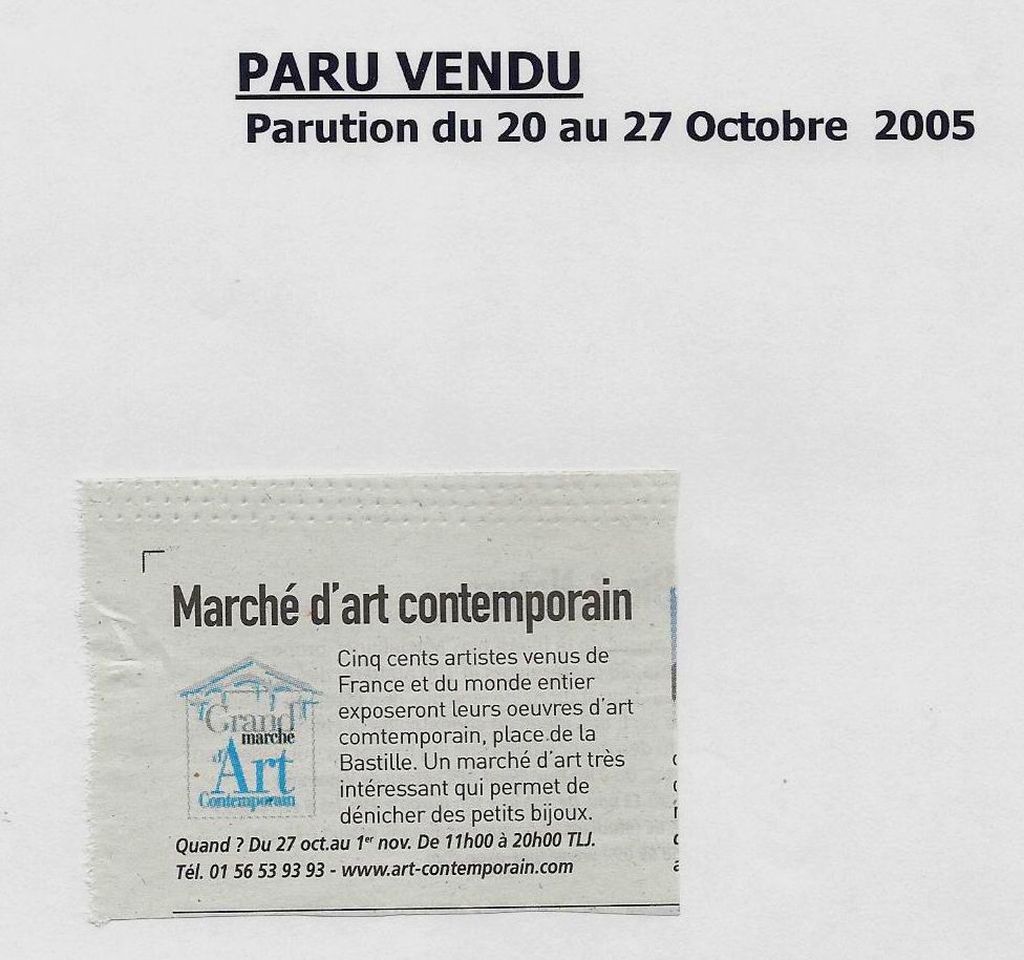 PARU VENDU
Parution du 20 au 27 Octobre 2005
Marché d'art contemporain
Grand
marche
d'Art
Contemporain
Cinq cents artistes venus de
France et du monde entier
exposeront leurs oeuvres d'art
comtemporain, place de la
Bastille. Un marché d'art très
intéressant qui permet de
dénicher des petits bijoux.
Quand ? Du 27 oct.au 1er nov. De 11h00 à 20h00 TLJ.
Tél. 01 56 53 93 93 - www.art-contemporain.com